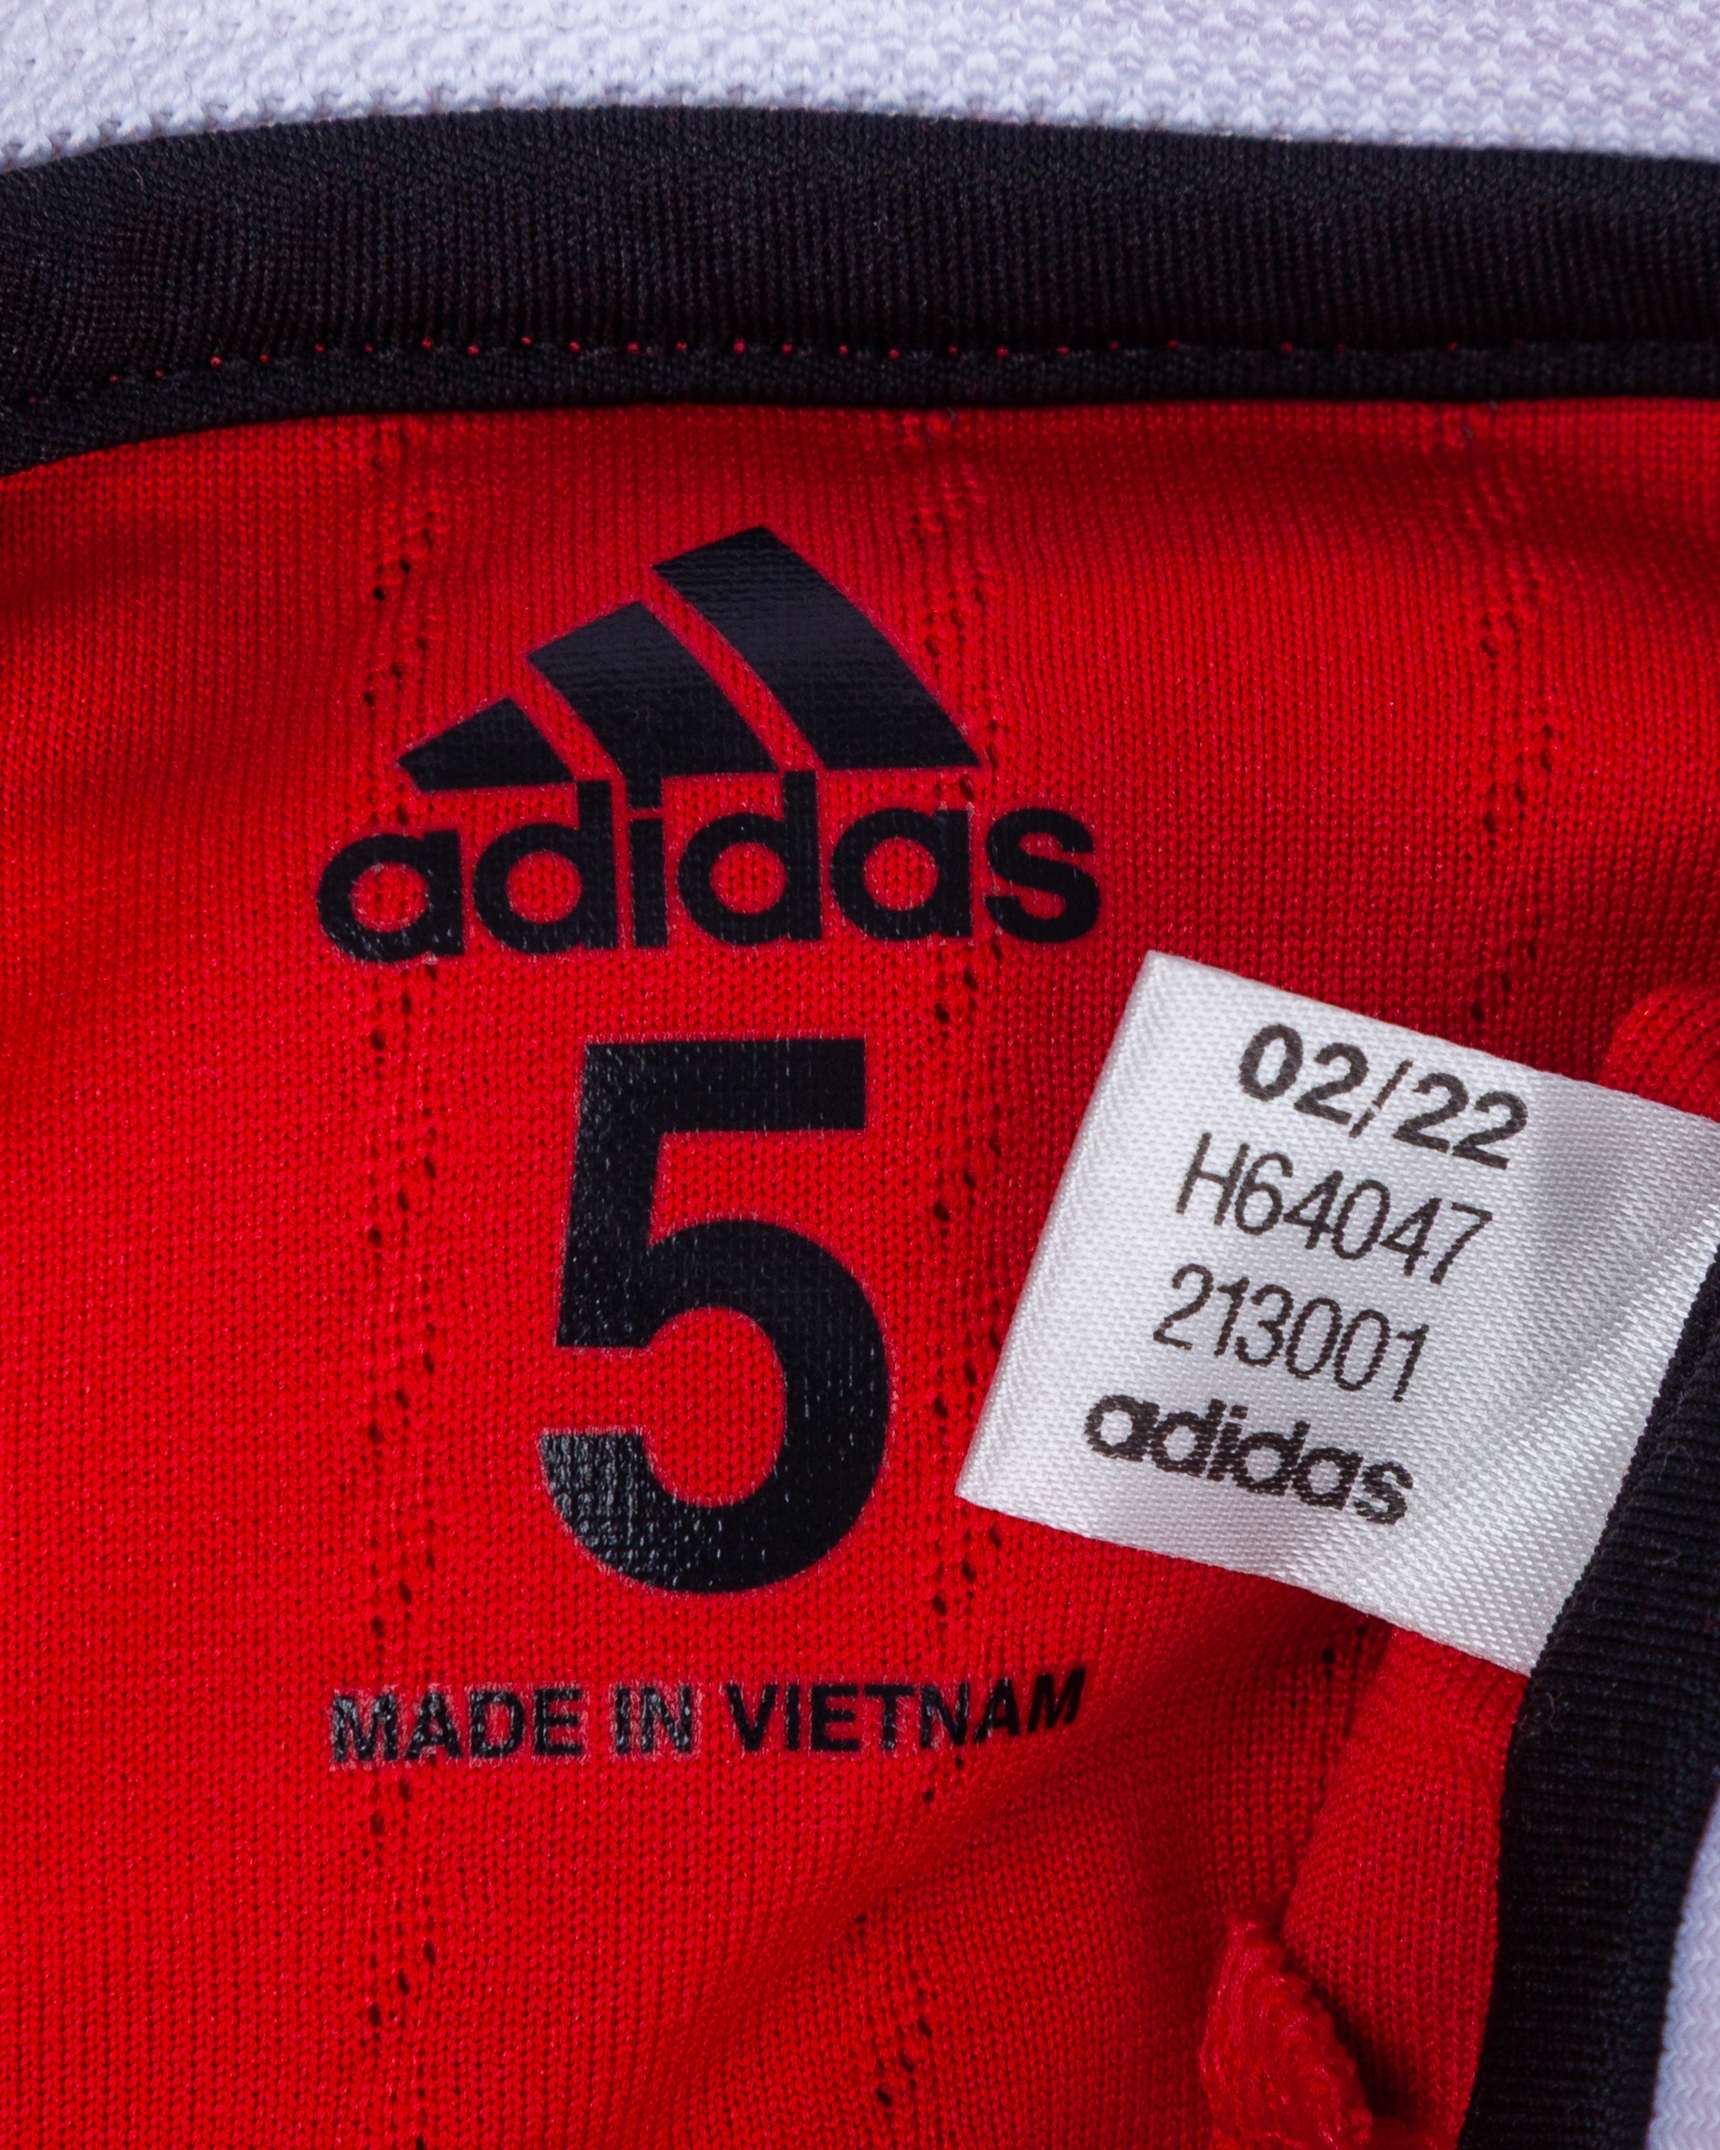 adidas
5
MADE IN VIETNAM
02/22
H64047
213001
adidas